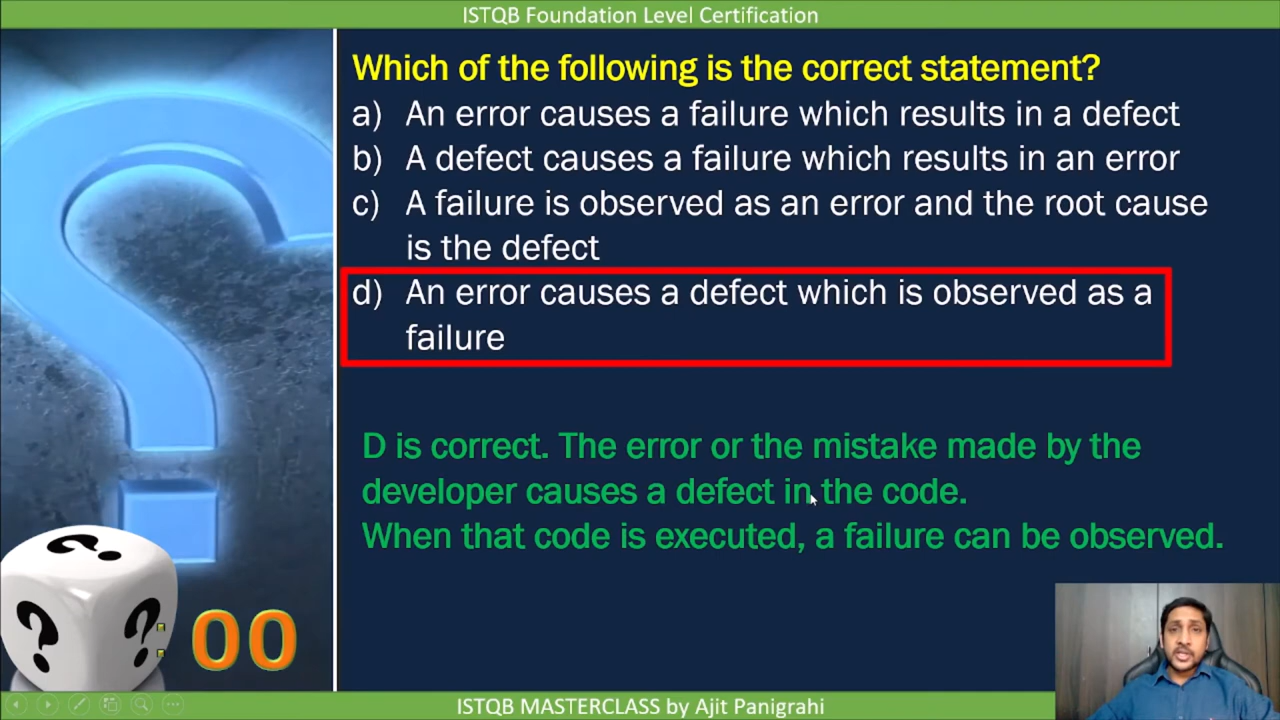 ISTQB Foundation Level Certification
Which of the following is the correct statement?
a) An error causes a failure which results in a defect
b) A defect causes a failure which results in an error
c) A failure is observed as an error and the root cause
is the defect
d) An error causes a defect which is observed as a
failure
D is correct. The error or the mistake made by the
developer causes a defect in the code.
When that code is executed, a failure can be observed.
? ? ?
:00
ISTQB MASTERCLASS by Ajit Panigrahi